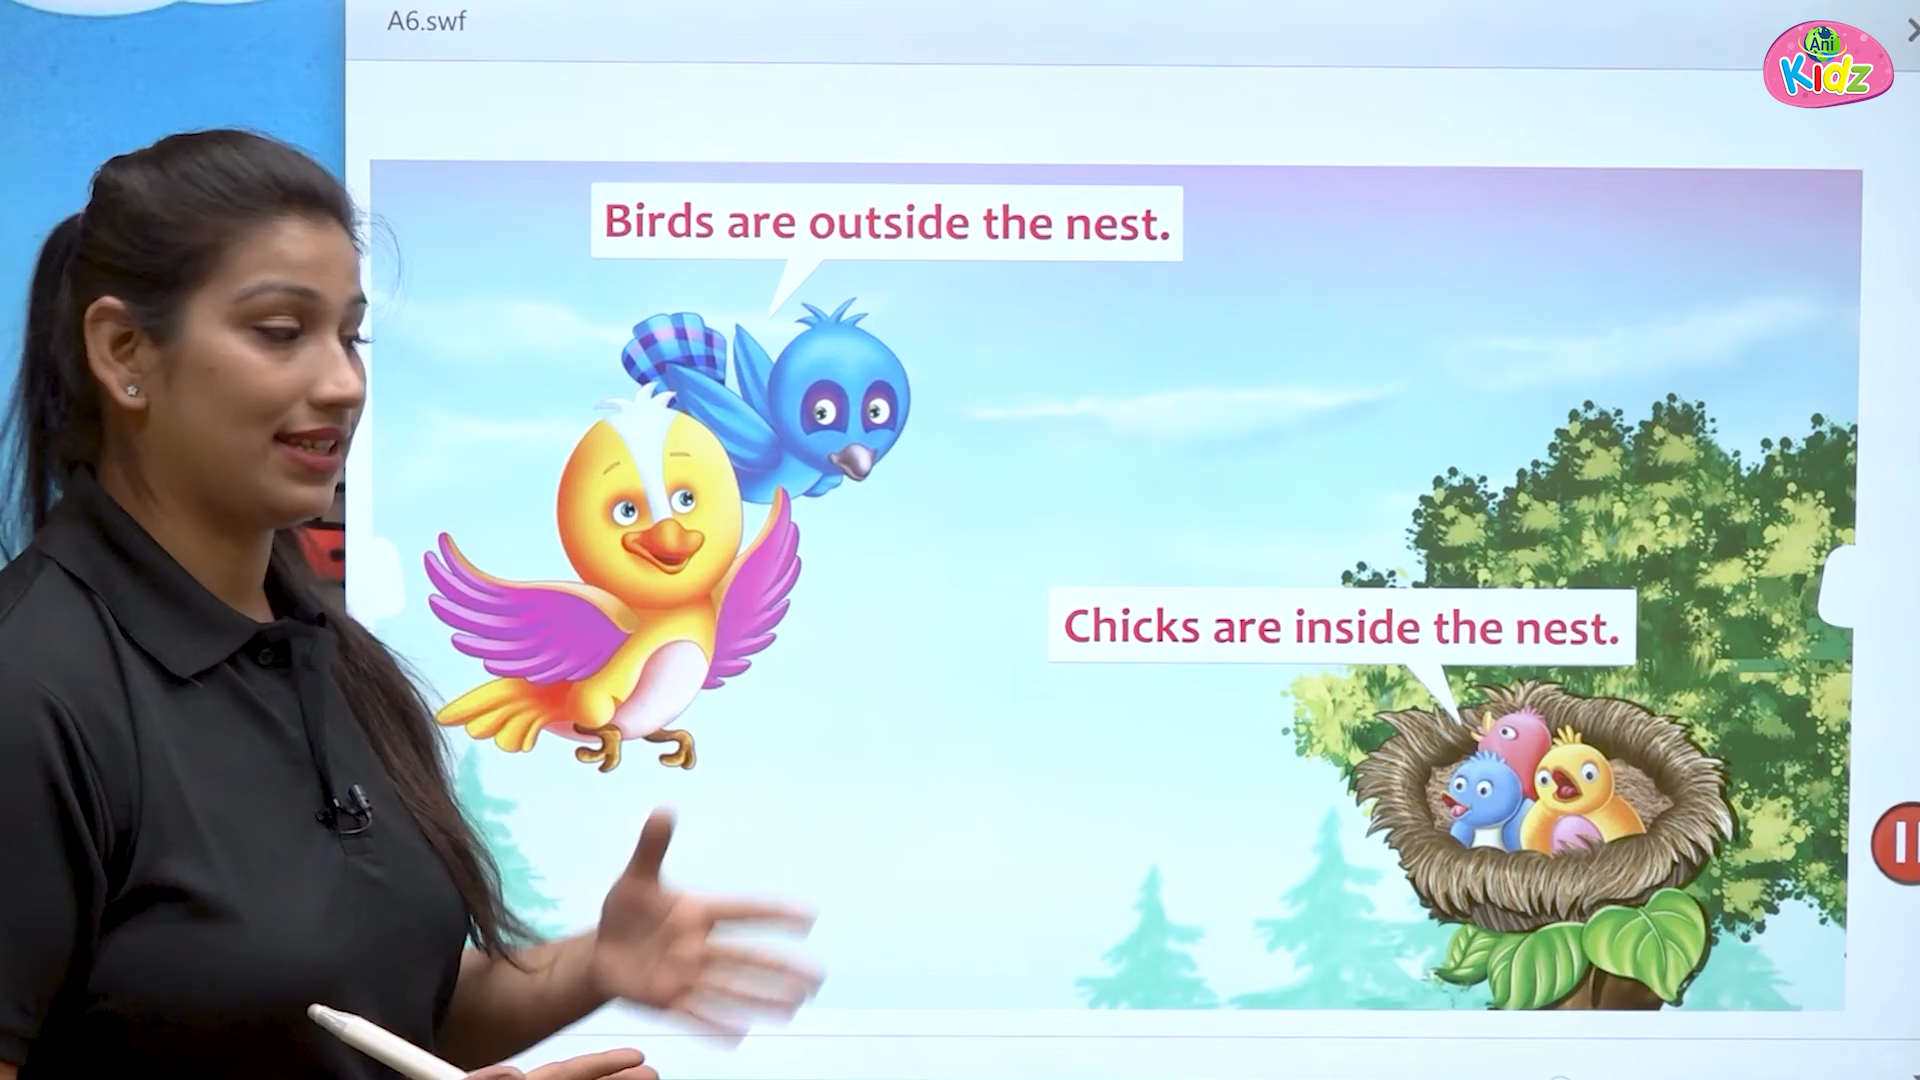 A6.swf
Ani
Kidz
Birds are outside the nest.
Chicks are inside the nest.